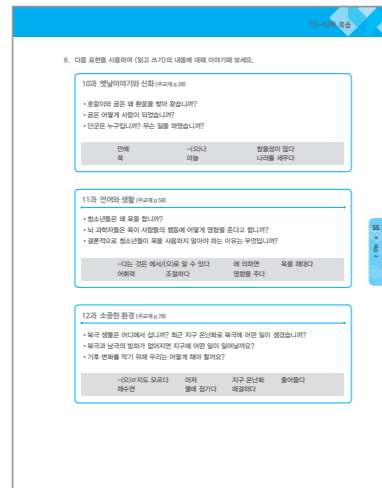 10~12과 복습
6. 다음 표현을 사용하여 <읽고 쓰기>의 내용에 대해 이야기해 보세요.
10과 옛날이야기와 신화 (주교재 p.38)
• 호랑이와 곰은 왜 환웅을 찾아 왔습니까?
• 곰은 어떻게 사람이 되었습니까?
• 단군은 누구입니까? 무슨 일을 하였습니까?
만에 -(으)나 참을성이 많다
쑥 마늘 나라를 세우다
11과 언어와 생활 (주교재 p.58)
• 청소년들은 왜 욕을 합니까?
• 뇌 과학자들은 욕이 사람들의 행동에 어떻게 영향을 준다고 합니까?
• 결론적으로 청소년들이 욕을 사용하지 말아야 하는 이유는 무엇입니까?
-다는 것은 에서/(으)로 알 수 있다 에 의하면 욕을 해대다
어휘력 조절하다 영향을 주다
12과 소중한 환경 (주교재 p.78)
• 북극 생물은 어디에서 삽니까? 최근 지구 온난화로 북극에 어떤 일이 생겼습니까?
• 북극과 남극의 빙하가 없어지면 지구에 어떤 일이 일어날까요?
• 기후 변화를 막기 위해 우리는 어떻게 해야 할까요?
-(으)ㄹ지도 모르다 마저 지구 온난화 줄어들다
해수면 물에 잠기다 해결하다
55